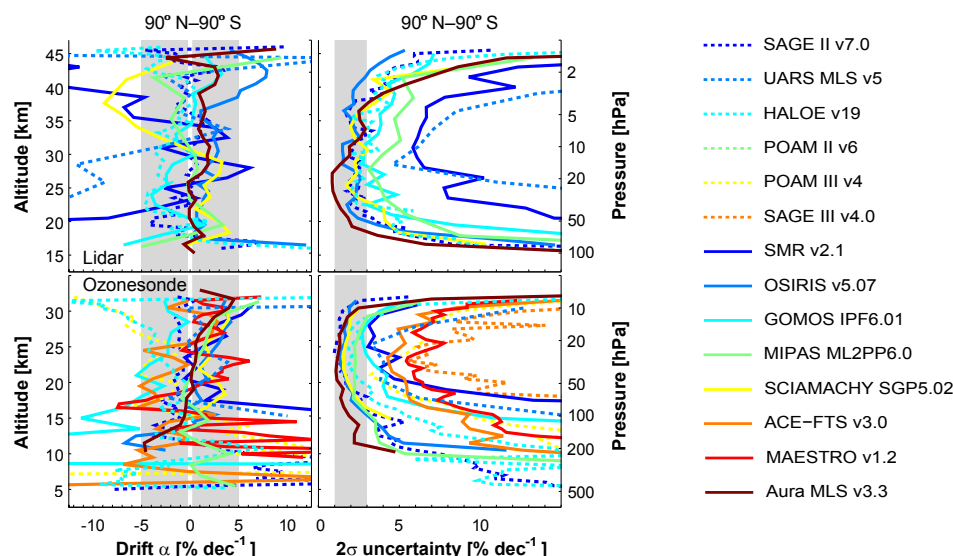 90° N–90° S
90° N–90° S
45
40
35
30
25
20
15
Altitude [km]
Lidar
2
5
10
20
50
100
Pressure [hPa]
Ozonesonde
30
25
20
15
10
5
Altitude [km]
10
20
50
100
200
500
Pressure [hPa]
-10
-5
0
5
10
Drift α [% dec⁻¹]
5
10
2σ uncertainty [% dec⁻¹]
SAGE II v7.0
UARS MLS v5
HALOE v19
POAM II v6
POAM III v4
SAGE III v4.0
SMR v2.1
OSIRIS v5.07
GOMOS IPF6.01
MIPAS ML2PP6.0
SCIAMACHY SGP5.02
ACE−FTS v3.0
MAESTRO v1.2
Aura MLS v3.3